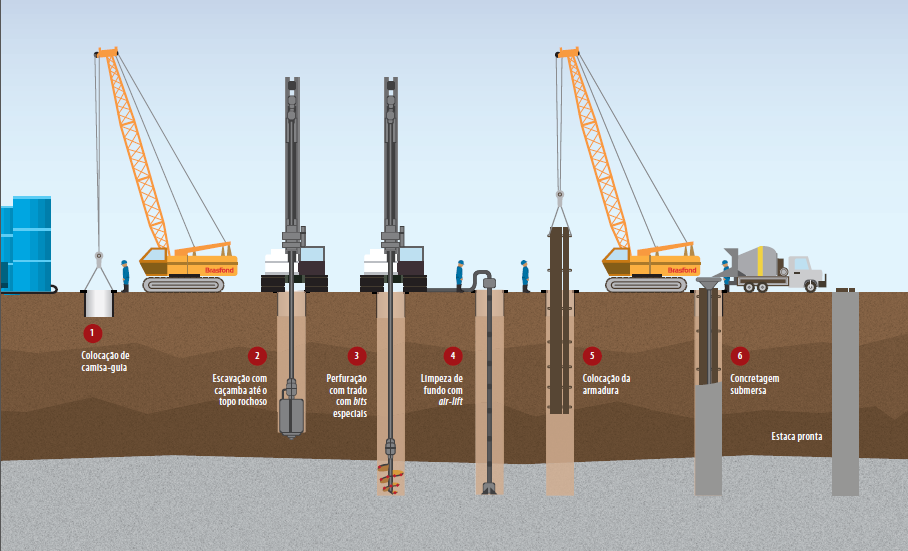 Brasfond
Brasfond
1
Colocação de
camisa-guia
2
Escavação com
caçamba até o
topo rochoso
3
Perfuração
com trado
com bits
especiais
4
Limpeza de
fundo com
air-lift
5
Colocação da
armadura
6
Concretagem
submersa
Estaca pronta